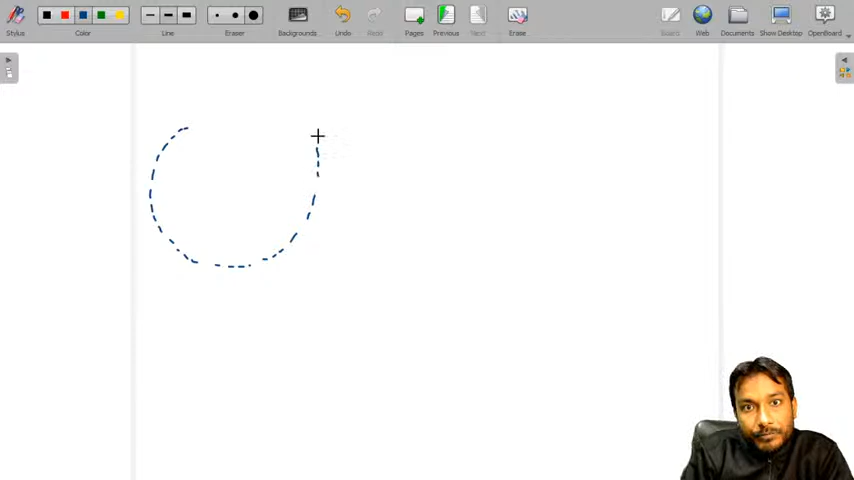 Stylus Color Line Eraser Backgrounds Undo Redo Pages Previous Next Erase Board Web Documents Show Desktop OpenBoard